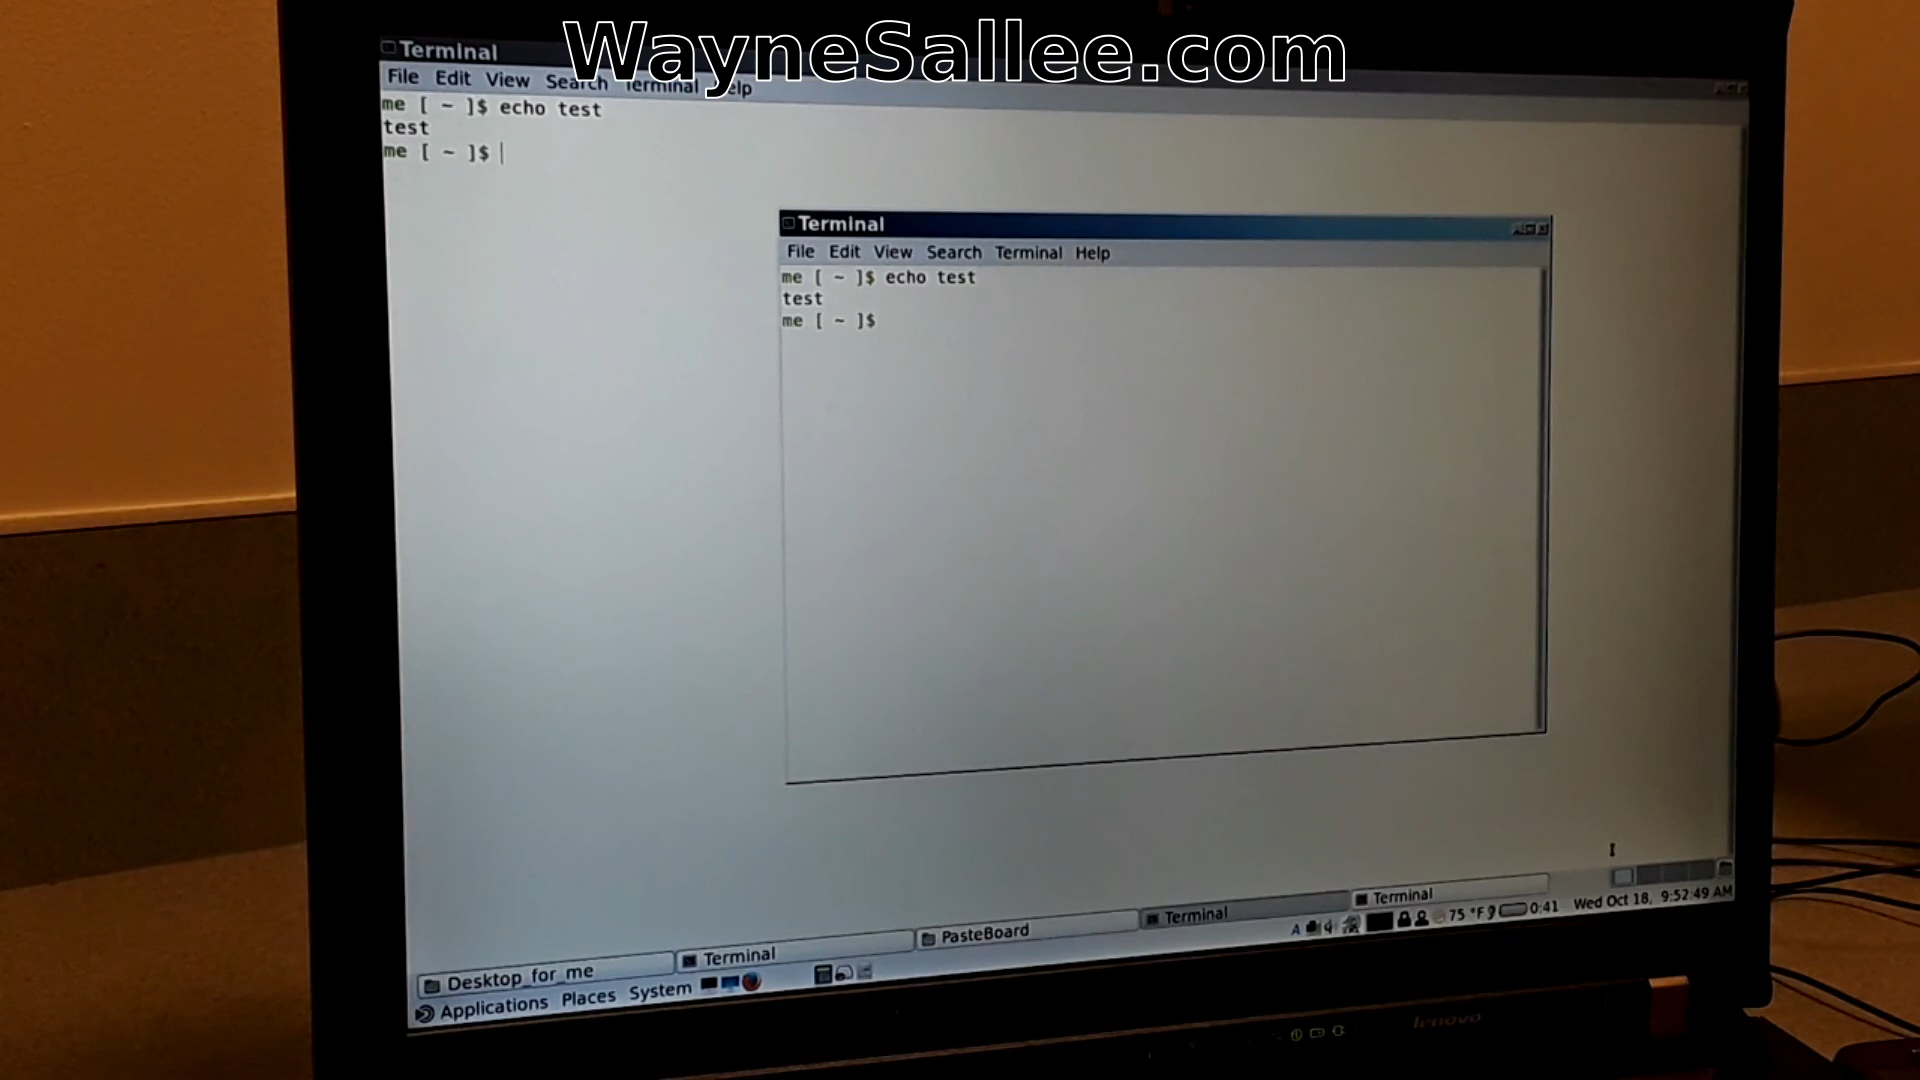 WayneSallee.com
Terminal
File Edit View Search Terminal Help
me [ ~ ]$ echo test
test
me [ ~ ]$
Terminal
File Edit View Search Terminal Help
me [ ~ ]$ echo test
test
me [ ~ ]$
Desktop_for_me Terminal PasteBoard Terminal Terminal
Applications Places System A 75 °F 0:41 Wed Oct 18, 9:52:49 AM
lenovo